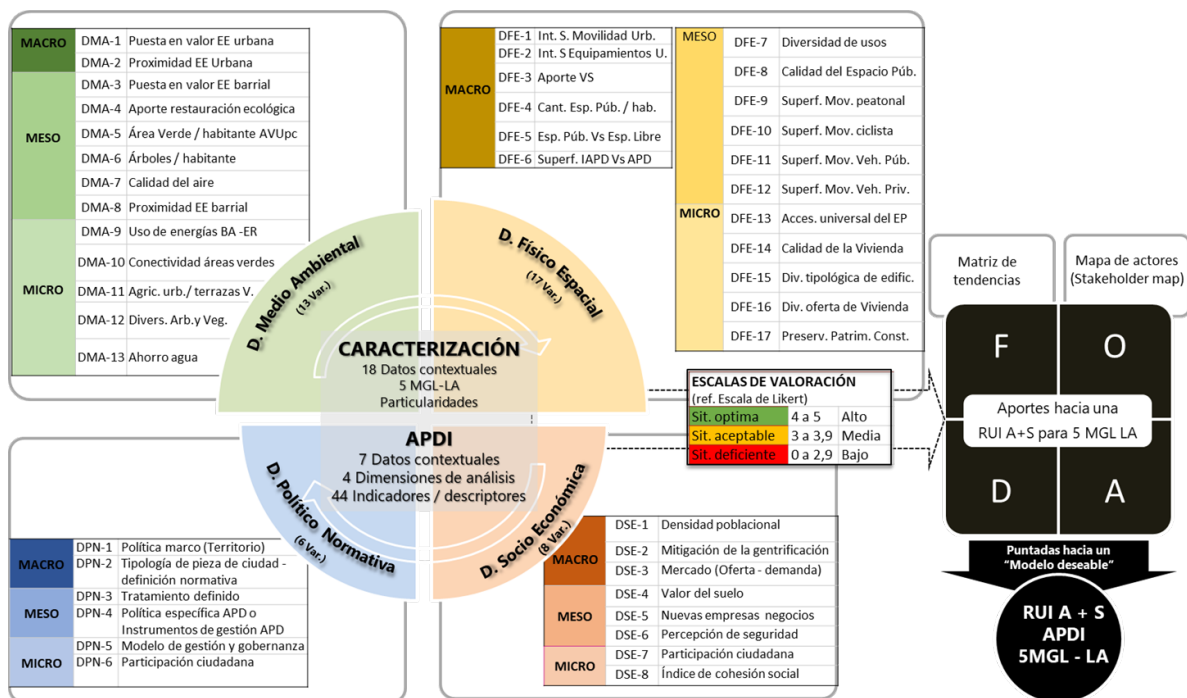 MACRO
DMA-1 Puesta en valor EE urbana
DMA-2 Proximidad EE Urbana
MESO
DMA-3 Puesta en valor EE barrial
DMA-4 Aporte restauración ecológica
DMA-5 Área Verde / habitante AVUpc
DMA-6 Árboles / habitante
DMA-7 Calidad del aire
DMA-8 Proximidad EE barrial
MICRO
DMA-9 Uso de energías BA -ER
DMA-10 Conectividad áreas verdes
DMA-11 Agric. urb./ terrazas V.
DMA-12 Divers. Arb.y Veg.
DMA-13 Ahorro agua
MACRO
DFE-1 Int. S. Movilidad Urb.
DFE-2 Int. S Equipamientos U.
DFE-3 Aporte VS
DFE-4 Cant. Esp. Púb. / hab.
DFE-5 Esp. Púb. Vs Esp. Libre
DFE-6 Superf. IAPD Vs APD
MESO
DFE-7 Diversidad de usos
DFE-8 Calidad del Espacio Púb.
DFE-9 Superf. Mov. peatonal
DFE-10 Superf. Mov. ciclista
DFE-11 Superf. Mov. Veh. Púb.
DFE-12 Superf. Mov. Veh. Priv.
MICRO
DFE-13 Acces. universal del EP
DFE-14 Calidad de la Vivienda
DFE-15 Div. tipológica de edific.
DFE-16 Div. oferta de Vivienda
DFE-17 Preserv. Patrim. Const.
D. Medio Ambiental
(13 Var.)
D. Físico Espacial
(17 Var.)
CARACTERIZACIÓN
18 Datos contextuales
5 MGL-LA
Particularidades
APDI
7 Datos contextuales
4 Dimensiones de análisis
44 Indicadores / descriptores
D. Político Normativa
(6 Var.)
D. Socio Económica
(8 Var.)
ESCALAS DE VALORACIÓN
(ref. Escala de Likert)
Sit. optima 4 a 5 Alto
Sit. aceptable 3 a 3,9 Media
Sit. deficiente 0 a 2,9 Bajo
MACRO
DPN-1 Política marco (Territorio)
DPN-2 Tipología de pieza de ciudad -
definición normativa
MESO
DPN-3 Tratamiento definido
DPN-4 Política específica APD o
Instrumentos de gestión APD
MICRO
DPN-5 Modelo de gestión y gobernanza
DPN-6 Participación ciudadana
MACRO
DSE-1 Densidad poblacional
DSE-2 Mitigación de la gentrificación
DSE-3 Mercado (Oferta - demanda)
MESO
DSE-4 Valor del suelo
DSE-5 Nuevas empresas negocios
DSE-6 Percepción de seguridad
MICRO
DSE-7 Participación ciudadana
DSE-8 Índice de cohesión social
Matriz de
tendencias
Mapa de actores
(Stakeholder map)
F O
Aportes hacia una
RUI A+S para 5 MGL LA
D A
Puntadas hacia un
"Modelo deseable"
RUI A + S
APDI
5MGL - LA